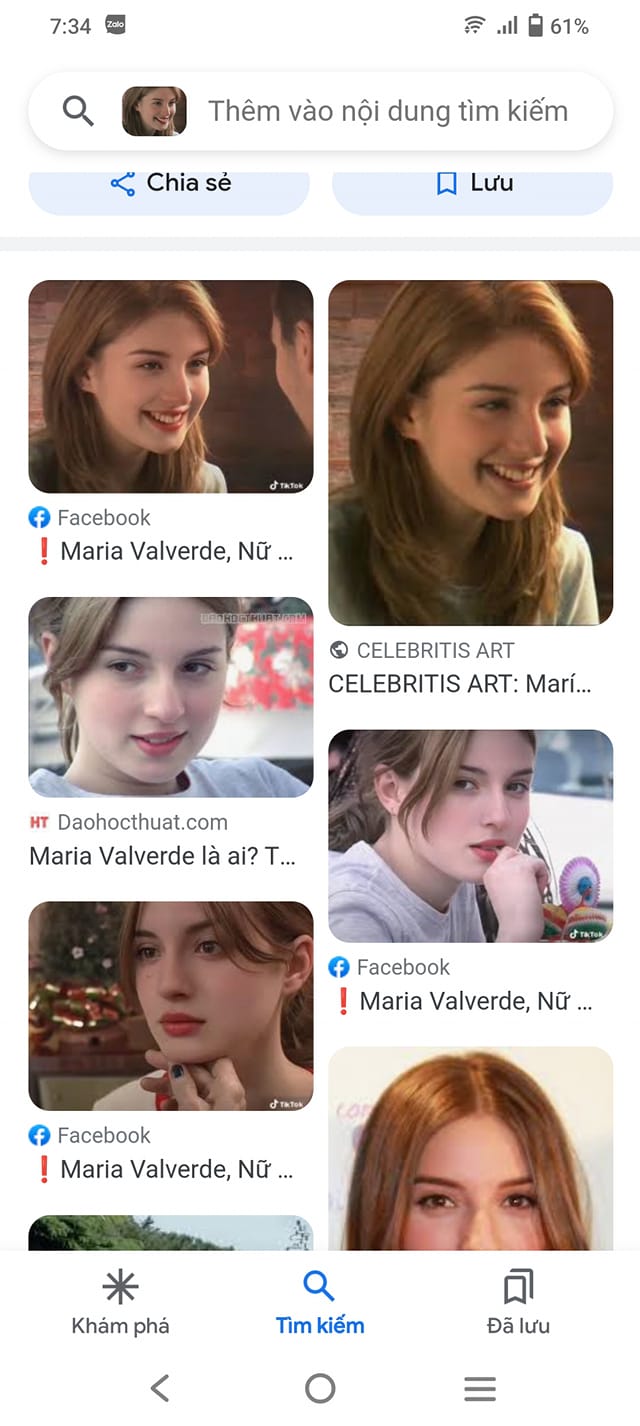 7:34
Zalo
61%
Thêm vào nội dung tìm kiếm
Chia sẻ
Lưu
TikTok
Facebook
❗Maria Valverde, Nữ ...
CELEBRITIS ART
CELEBRITIS ART: Marí...
DAOHOCTHUAT.COM
HT Daohocthuat.com
Maria Valverde là ai? T...
TikTok
Facebook
❗Maria Valverde, Nữ ...
TikTok
Facebook
❗Maria Valverde, Nữ ...
Khám phá
Tìm kiếm
Đã lưu